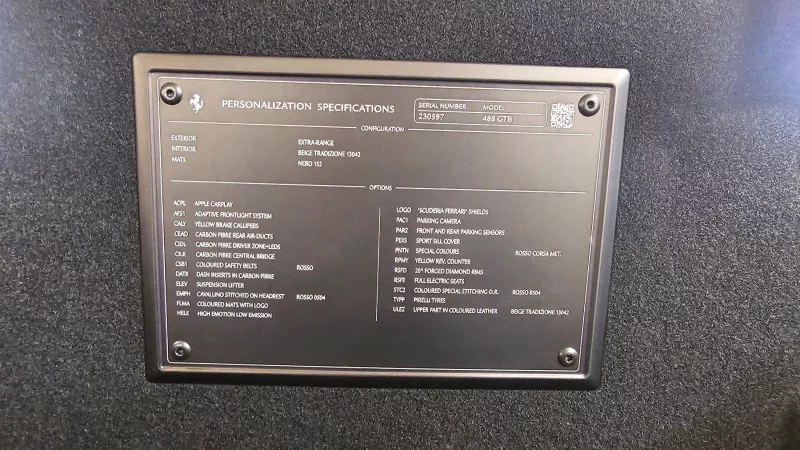 PERSONALIZATION SPECIFICATIONS
SERIAL NUMBER MODEL
230597 488 GTB
CONFIGURATION
EXTERIOR EXTRA-RANGE
INTERIOR BEIGE TRADIZIONE 13042
MATS NERO 152
OPTIONS
ACPL APPLE CARPLAY
AFS1 ADAPTIVE FRONTLIGHT SYSTEM
CALY YELLOW BRAKE CALLIPERS
CEAD CARBON FIBRE REAR AIR-DUCTS
CIDL CARBON FIBRE DRIVER ZONE+LEDS
CILR CARBON FIBRE CENTRAL BRIDGE
CSB1 COLOURED SAFETY BELTS ROSSO
DATR DASH INSERTS IN CARBON FIBRE
ELEV SUSPENSION LIFTER
EMPH CAVALLINO STITCHED ON HEADREST ROSSO 0504
FLMA COLOURED MATS WITH LOGO
HELE HIGH EMOTION LOW EMISSION
LOGO "SCUDERIA FERRARI" SHIELDS
PAC1 PARKING CAMERA
PAR2 FRONT AND REAR PARKING SENSORS
PDIS SPORT SILL COVER
PNTN SPECIAL COLOURS ROSSO CORSA MET.
RPMY YELLOW REV. COUNTER
RSFD 20" FORGED DIAMOND RIMS
RSFE FULL ELECTRIC SEATS
STC2 COLOURED SPECIAL STITCHING O.R. ROSSO 0504
TYPP PIRELLI TYRES
ULEZ UPPER PART IN COLOURED LEATHER BEIGE TRADIZIONE 13042